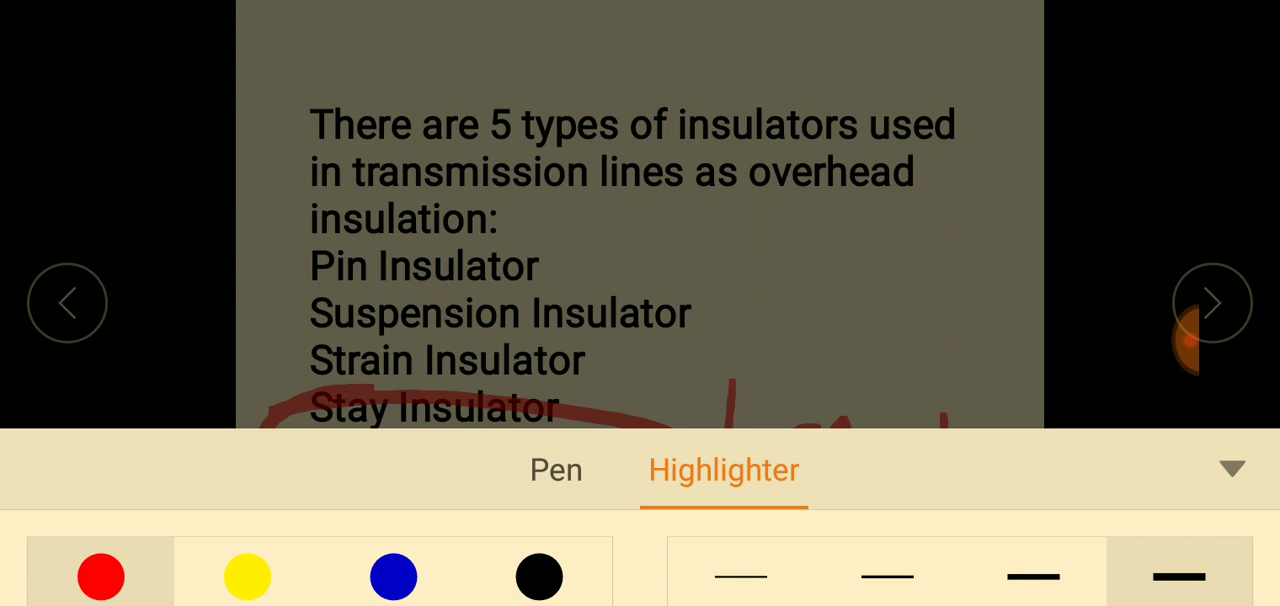 There are 5 types of insulators used
in transmission lines as overhead
insulation:
Pin Insulator
Suspension Insulator
Strain Insulator
Stay Insulator
Pen
Highlighter